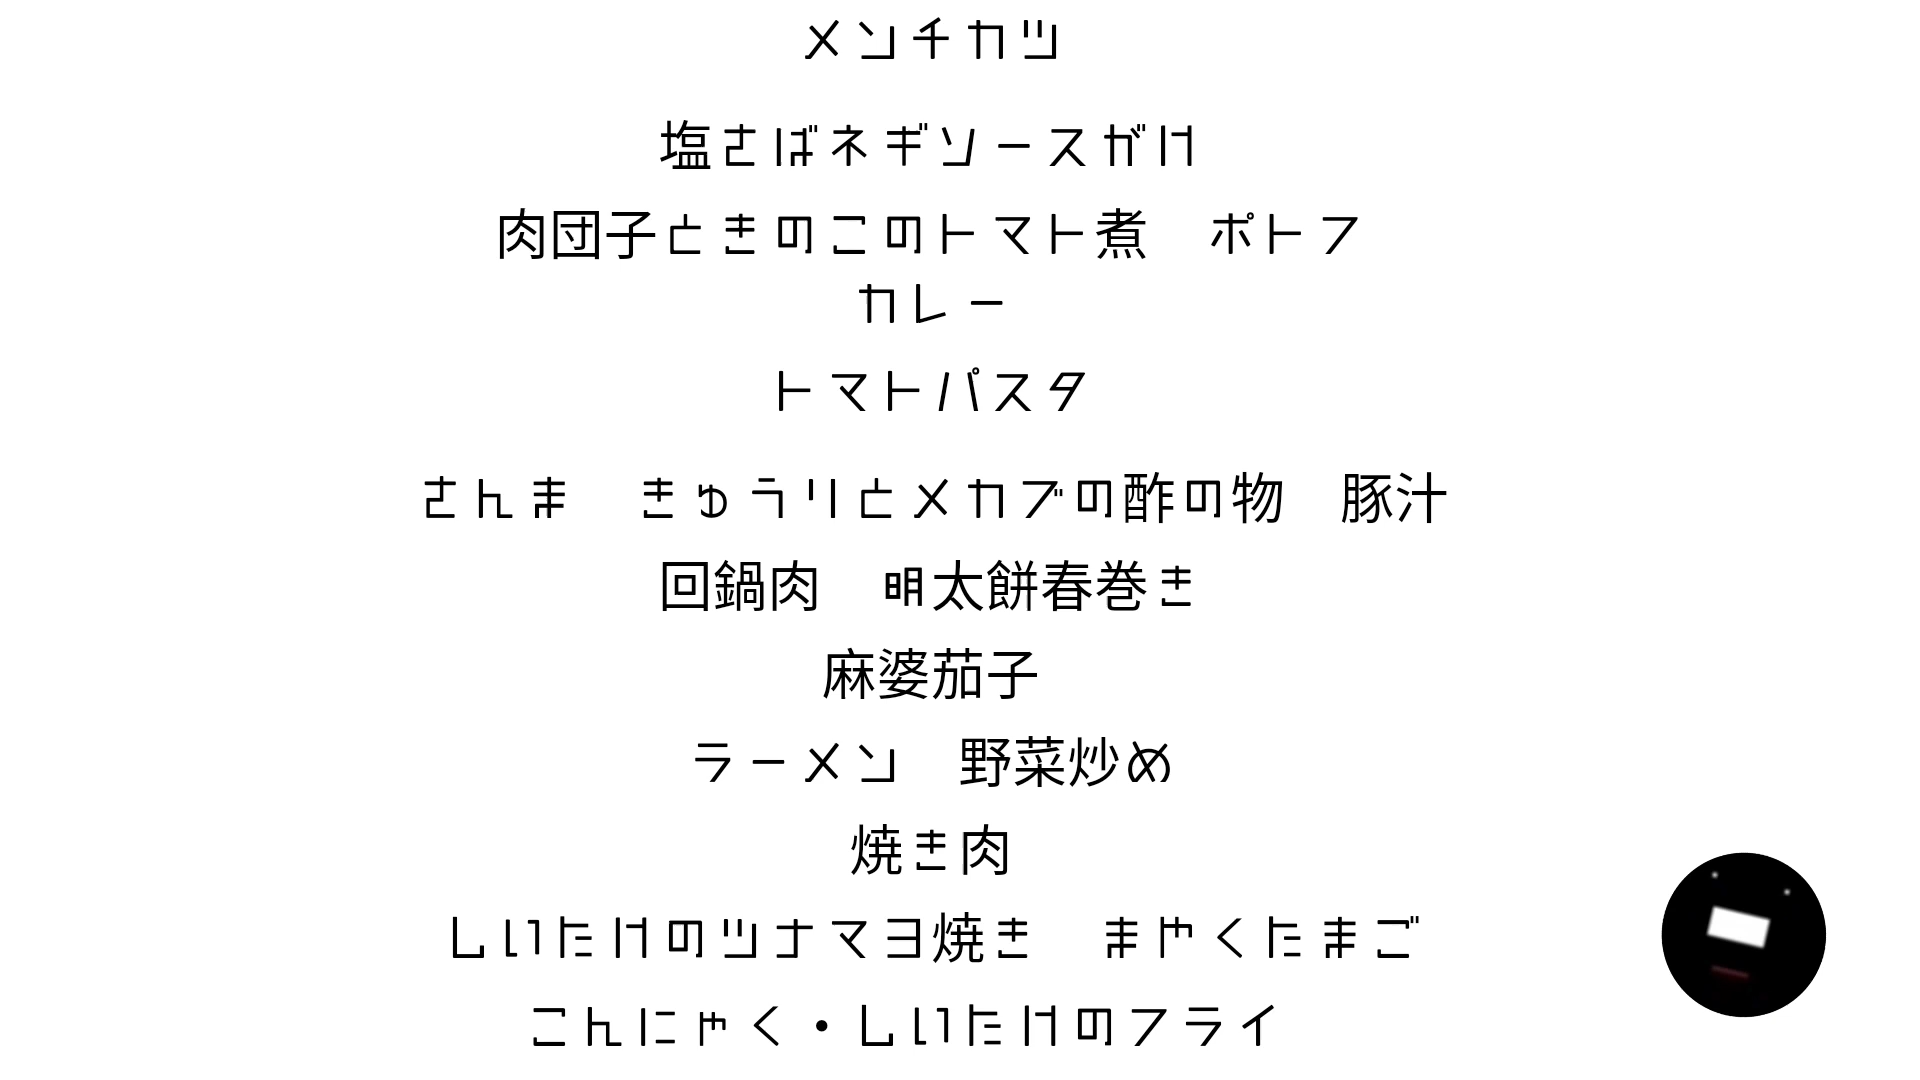 メンチカツ
塩さばネギソースがけ
肉団子ときのこのトマト煮　ポトフ
カレー
トマトパスタ
さんま　きゅうりとメカブの酢の物　豚汁
回鍋肉　明太餅春巻き
麻婆茄子
ラーメン　野菜炒め
焼き肉
しいたけのツナマヨ焼き　まやくたまご
こんにゃく・しいたけのフライ